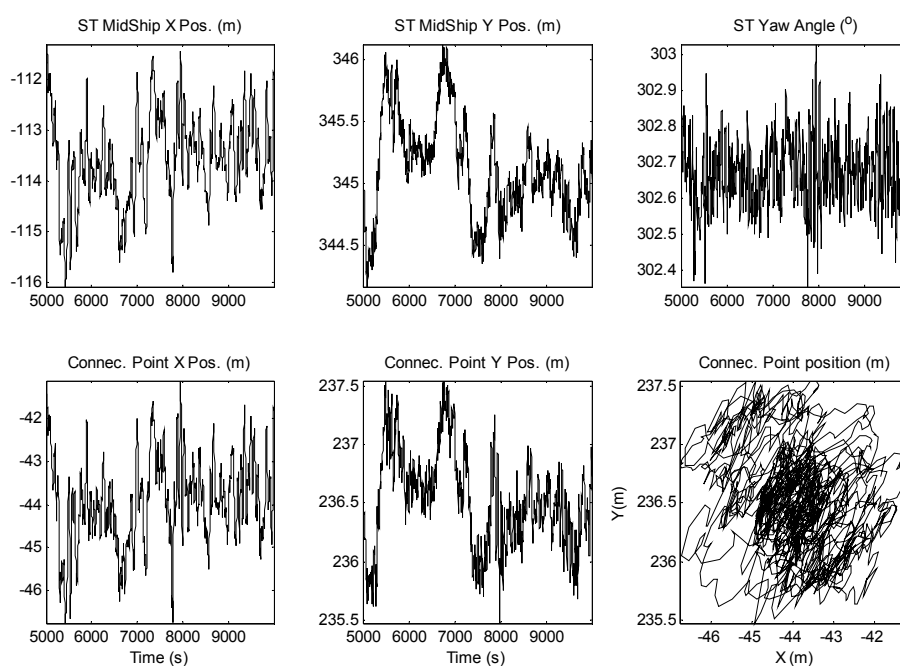 ST MidShip X Pos. (m)
ST MidShip Y Pos. (m)
ST Yaw Angle (°)
-112
-113
-114
-115
-116
5000 6000 7000 8000 9000
346
345.5
345
344.5
5000 6000 7000 8000 9000
303
302.9
302.8
302.7
302.6
302.5
302.4
5000 6000 7000 8000 9000
Connec. Point X Pos. (m)
Connec. Point Y Pos. (m)
Connec. Point position (m)
-42
-43
-44
-45
-46
5000 6000 7000 8000 9000
Time (s)
237.5
237
236.5
236
235.5
5000 6000 7000 8000 9000
Time (s)
237.5
237
236.5
236
235.5
Y(m)
-46 -45 -44 -43 -42
X (m)